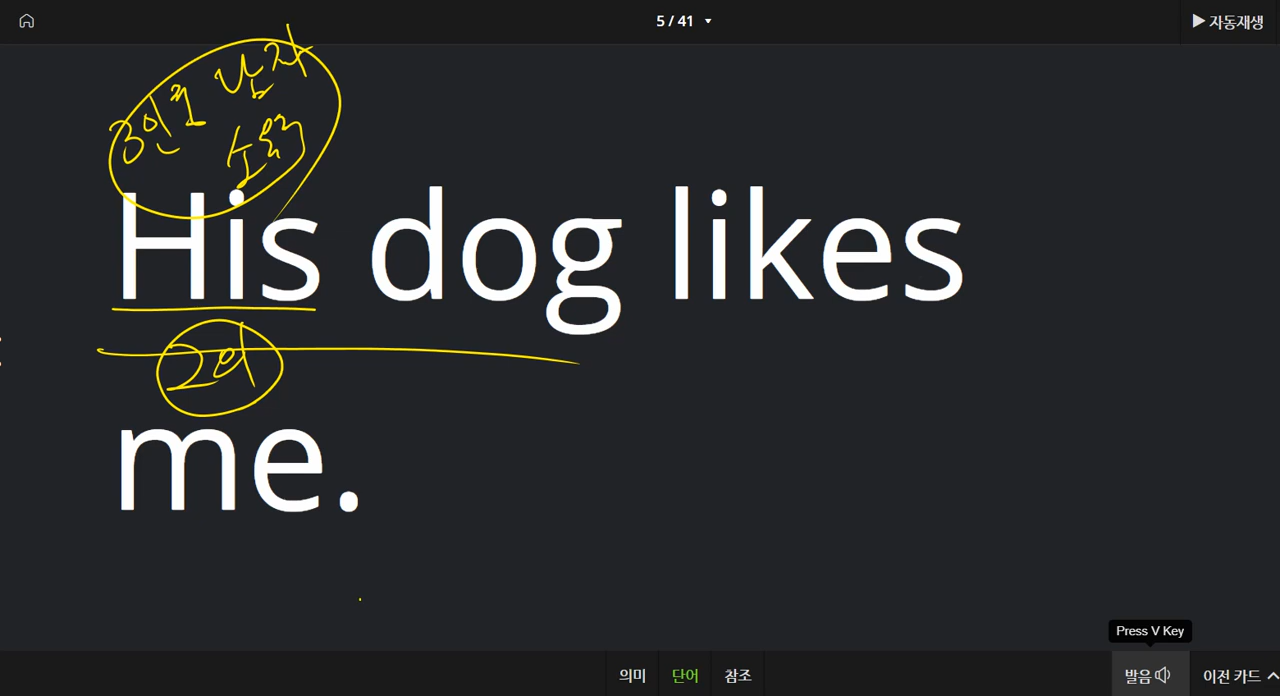 5 / 41
자동재생
3인칭 남자
소유
His dog likes
그의
me.
Press V Key
의미
단어
참조
발음
이전 카드